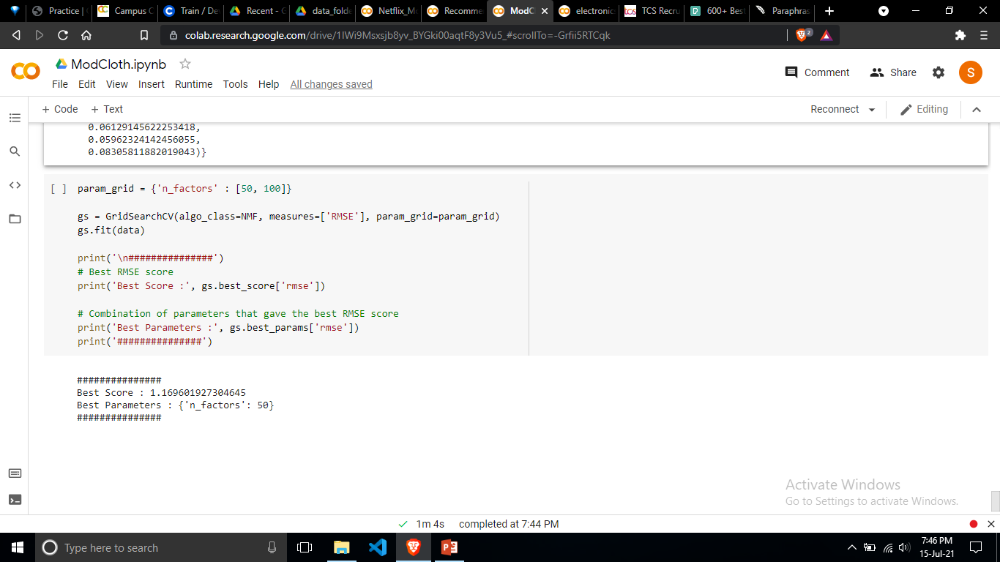 Practice |
Campus C
Train / De
Recent - G
data_folde
Netflix_Mo
Recomme
ModC
electronic
TCS Recru
600+ Best
Paraphras
colab.research.google.com/drive/1IWi9Msxsjb8yv_BYGki00aqtF8y3Vu5_#scrollTo=-Grfii5RTCqk
2
ModCloth.ipynb
Comment
Share
S
File Edit View Insert Runtime Tools Help All changes saved
+ Code + Text
Reconnect
Editing
0.06129145622253418,
0.05962324142456055,
0.08305811882019043)}
[ ] param_grid = {'n_factors' : [50, 100]}
gs = GridSearchCV(algo_class=NMF, measures=['RMSE'], param_grid=param_grid)
gs.fit(data)
print('\n###############')
# Best RMSE score
print('Best Score :', gs.best_score['rmse'])
# Combination of parameters that gave the best RMSE score
print('Best Parameters :', gs.best_params['rmse'])
print('###############')
###############
Best Score : 1.169601927304645
Best Parameters : {'n_factors': 50}
###############
Activate Windows
Go to Settings to activate Windows.
1m 4s completed at 7:44 PM
Type here to search
7:46 PM
15-Jul-21